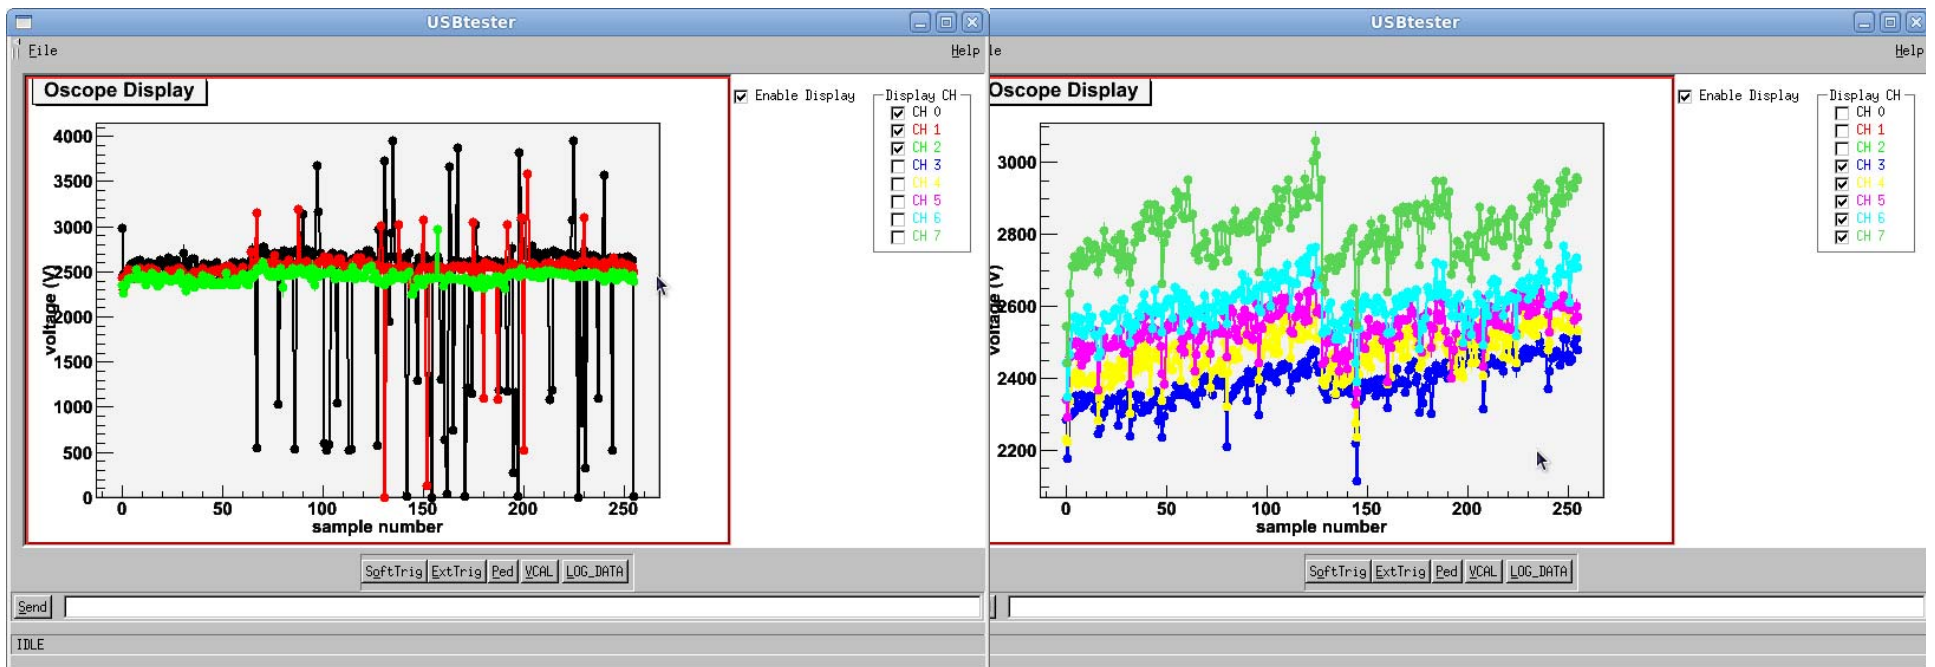 USBtester
File
Help
Oscope Display
Enable Display
Display CH
CH 0
CH 1
CH 2
CH 3
CH 4
CH 5
CH 6
CH 7
4000
3500
3000
2500
2000
1500
1000
500
0
voltage (V)
0 50 100 150 200 250
sample number
SoftTrig ExtTrig Ped VCAL LOG_DATA
Send
IDLE
USBtester
le
Help
Oscope Display
Enable Display
Display CH
CH 0
CH 1
CH 2
CH 3
CH 4
CH 5
CH 6
CH 7
3000
2800
2600
2400
2200
voltage (V)
0 50 100 150 200 250
sample number
SoftTrig ExtTrig Ped VCAL LOG_DATA